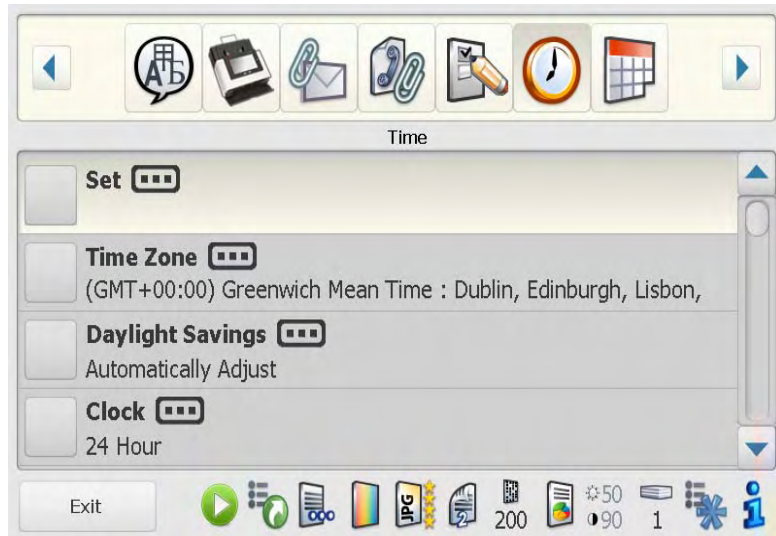 АБ
Time
Set
Time Zone
(GMT+00:00) Greenwich Mean Time : Dublin, Edinburgh, Lisbon,
Daylight Savings
Automatically Adjust
Clock
24 Hour
Exit
JPG
2
200
50
90
1
i